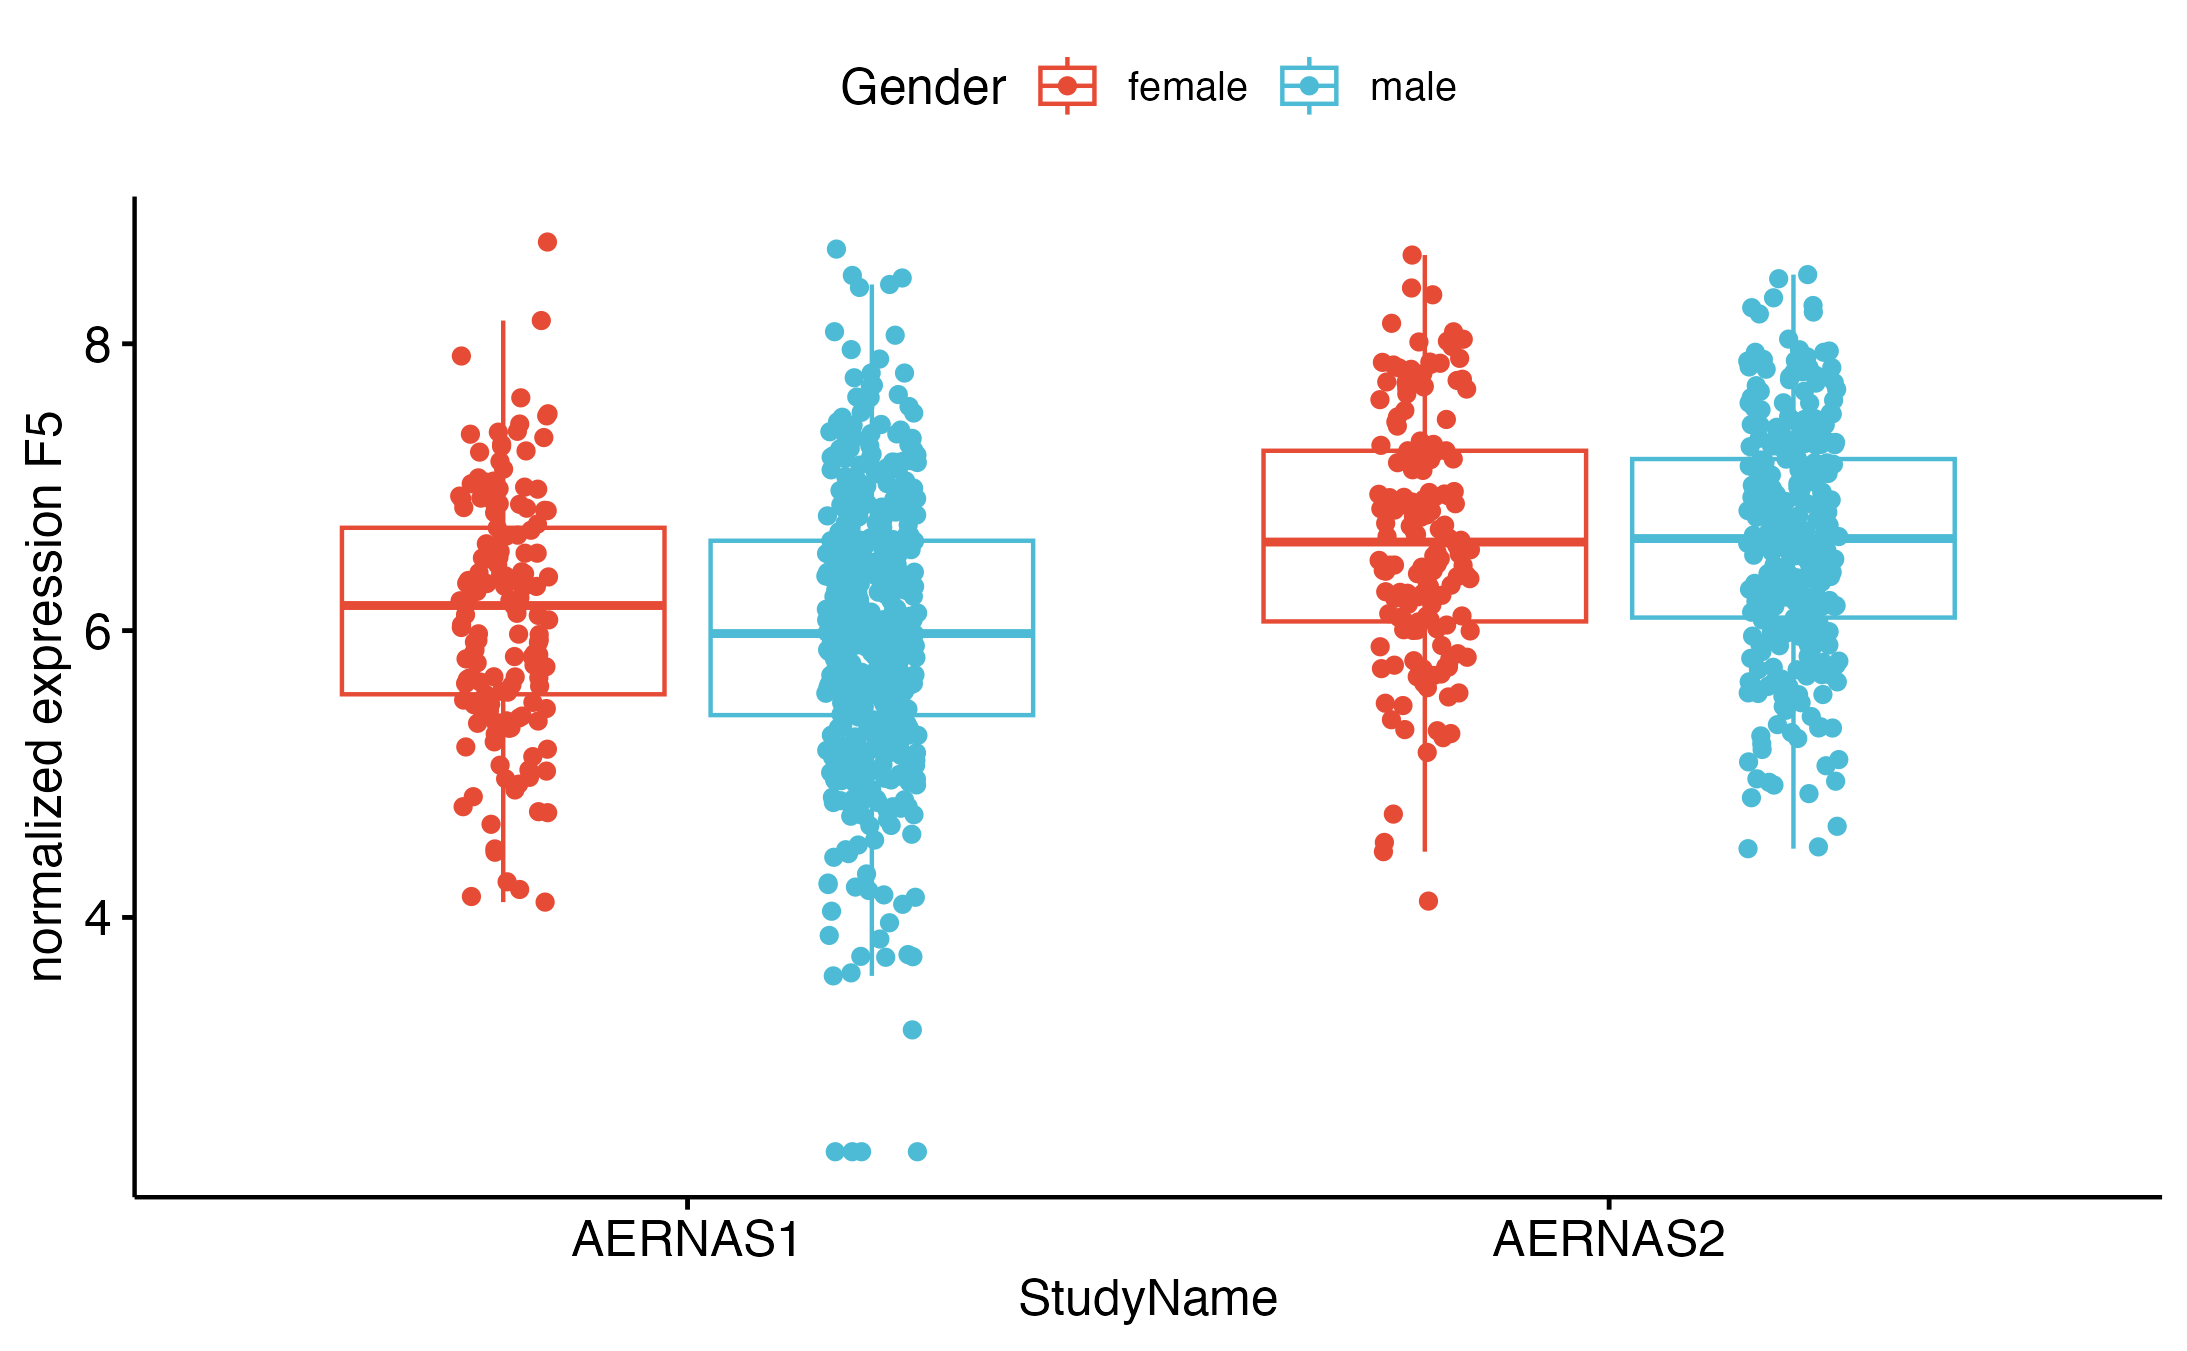 Gender female male
normalized expression F5
8
6
4
AERNAS1 AERNAS2
StudyName